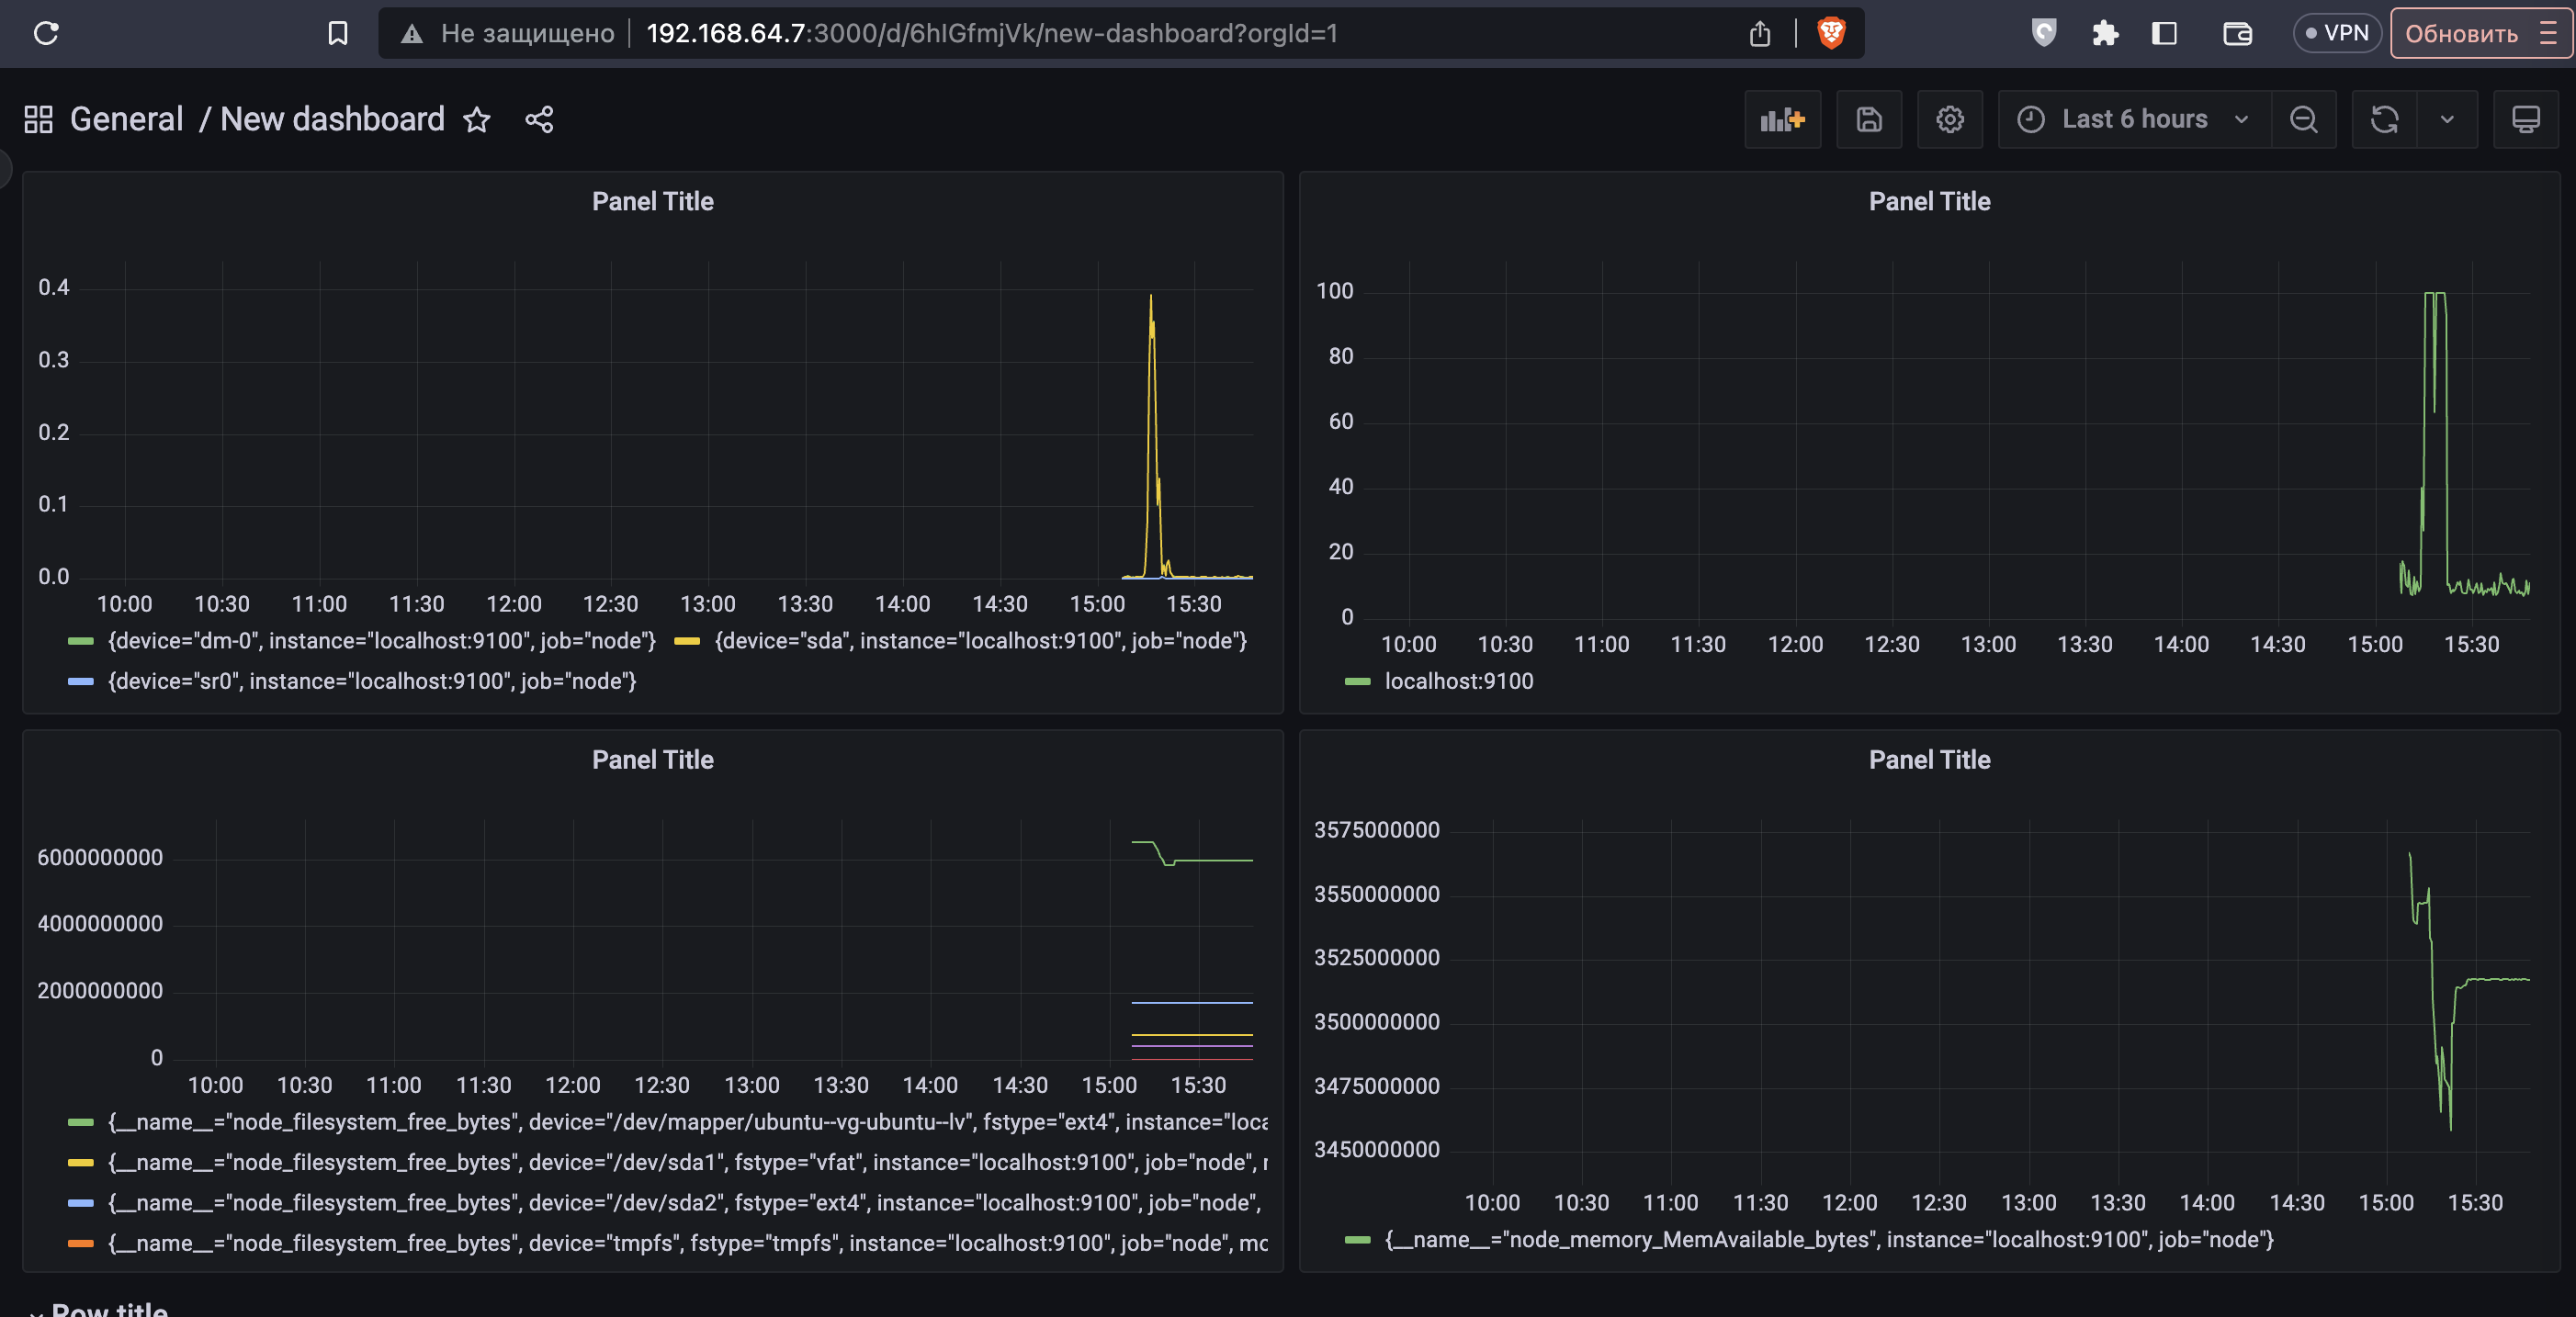 Не защищено 192.168.64.7:3000/d/6hIGfmjVk/new-dashboard?orgId=1 VPN Обновить
General / New dashboard Last 6 hours
Panel Title
0.4
0.3
0.2
0.1
0.0
10:00 10:30 11:00 11:30 12:00 12:30 13:00 13:30 14:00 14:30 15:00 15:30
{device="dm-0", instance="localhost:9100", job="node"} {device="sda", instance="localhost:9100", job="node"}
{device="sr0", instance="localhost:9100", job="node"}
Panel Title
100
80
60
40
20
0
10:00 10:30 11:00 11:30 12:00 12:30 13:00 13:30 14:00 14:30 15:00 15:30
localhost:9100
Panel Title
6000000000
4000000000
2000000000
0
10:00 10:30 11:00 11:30 12:00 12:30 13:00 13:30 14:00 14:30 15:00 15:30
{__name__="node_filesystem_free_bytes", device="/dev/mapper/ubuntu--vg-ubuntu--lv", fstype="ext4", instance="loca
{__name__="node_filesystem_free_bytes", device="/dev/sda1", fstype="vfat", instance="localhost:9100", job="node",
{__name__="node_filesystem_free_bytes", device="/dev/sda2", fstype="ext4", instance="localhost:9100", job="node",
{__name__="node_filesystem_free_bytes", device="tmpfs", fstype="tmpfs", instance="localhost:9100", job="node", mo
Panel Title
3575000000
3550000000
3525000000
3500000000
3475000000
3450000000
10:00 10:30 11:00 11:30 12:00 12:30 13:00 13:30 14:00 14:30 15:00 15:30
{__name__="node_memory_MemAvailable_bytes", instance="localhost:9100", job="node"}
Row title